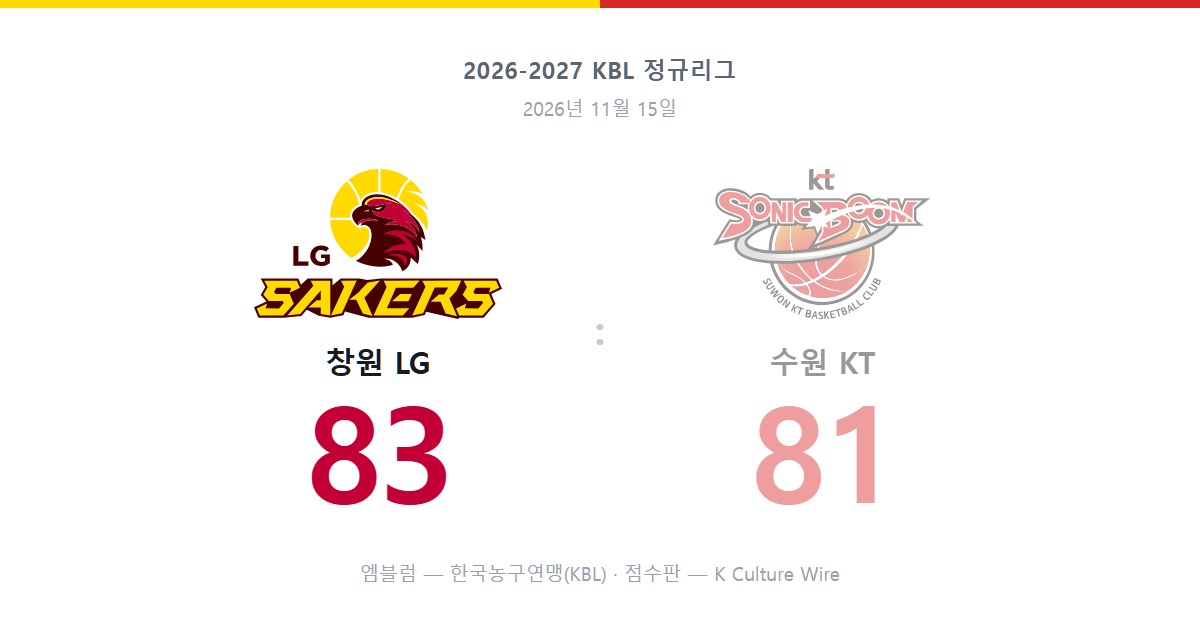 2026-2027 KBL 정규리그
2026년 11월 15일
LG
SAKERS
kt
SONICBOOM
SUWON KT BASKETBALL CLUB
:
창원 LG
수원 KT
83
81
엠블럼 — 한국농구연맹(KBL) · 점수판 — K Culture Wire